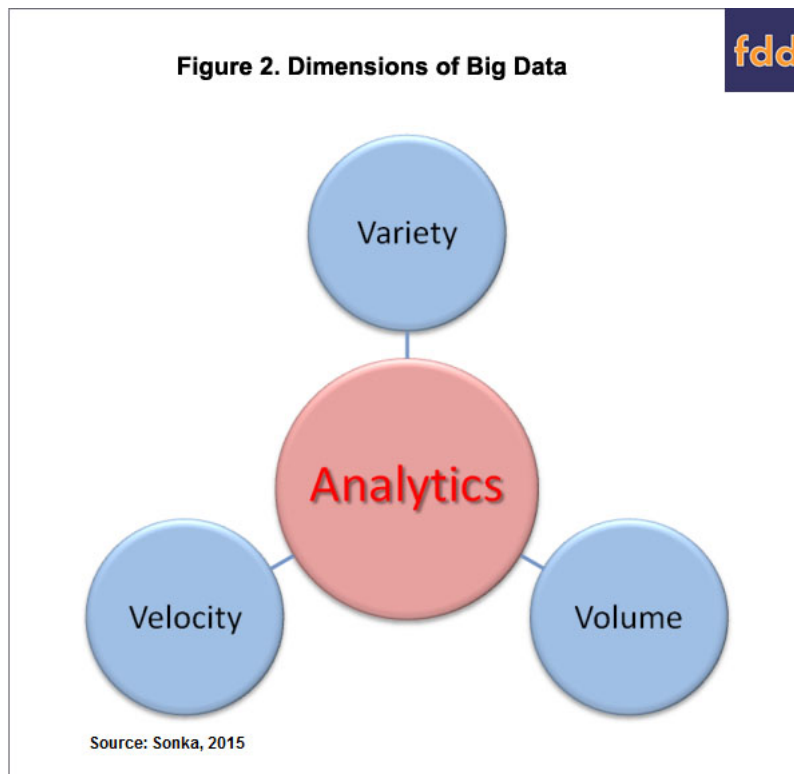 Figure 2. Dimensions of Big Data
fdd
Variety
Analytics
Velocity
Volume
Source: Sonka, 2015